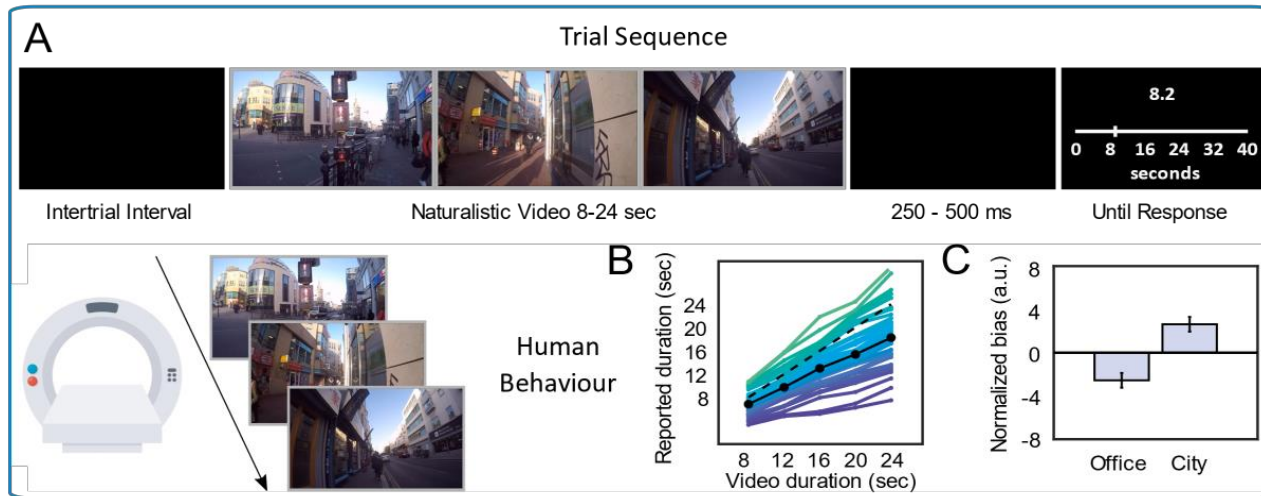 A
Trial Sequence
8.2
0 8 16 24 32 40
seconds
Intertrial Interval
Naturalistic Video 8-24 sec
250 - 500 ms
Until Response
Human
Behaviour
B
Reported duration (sec)
24
20
16
12
8
8 12 16 20 24
Video duration (sec)
C
Normalized bias (a.u.)
8
4
0
-4
-8
Office City